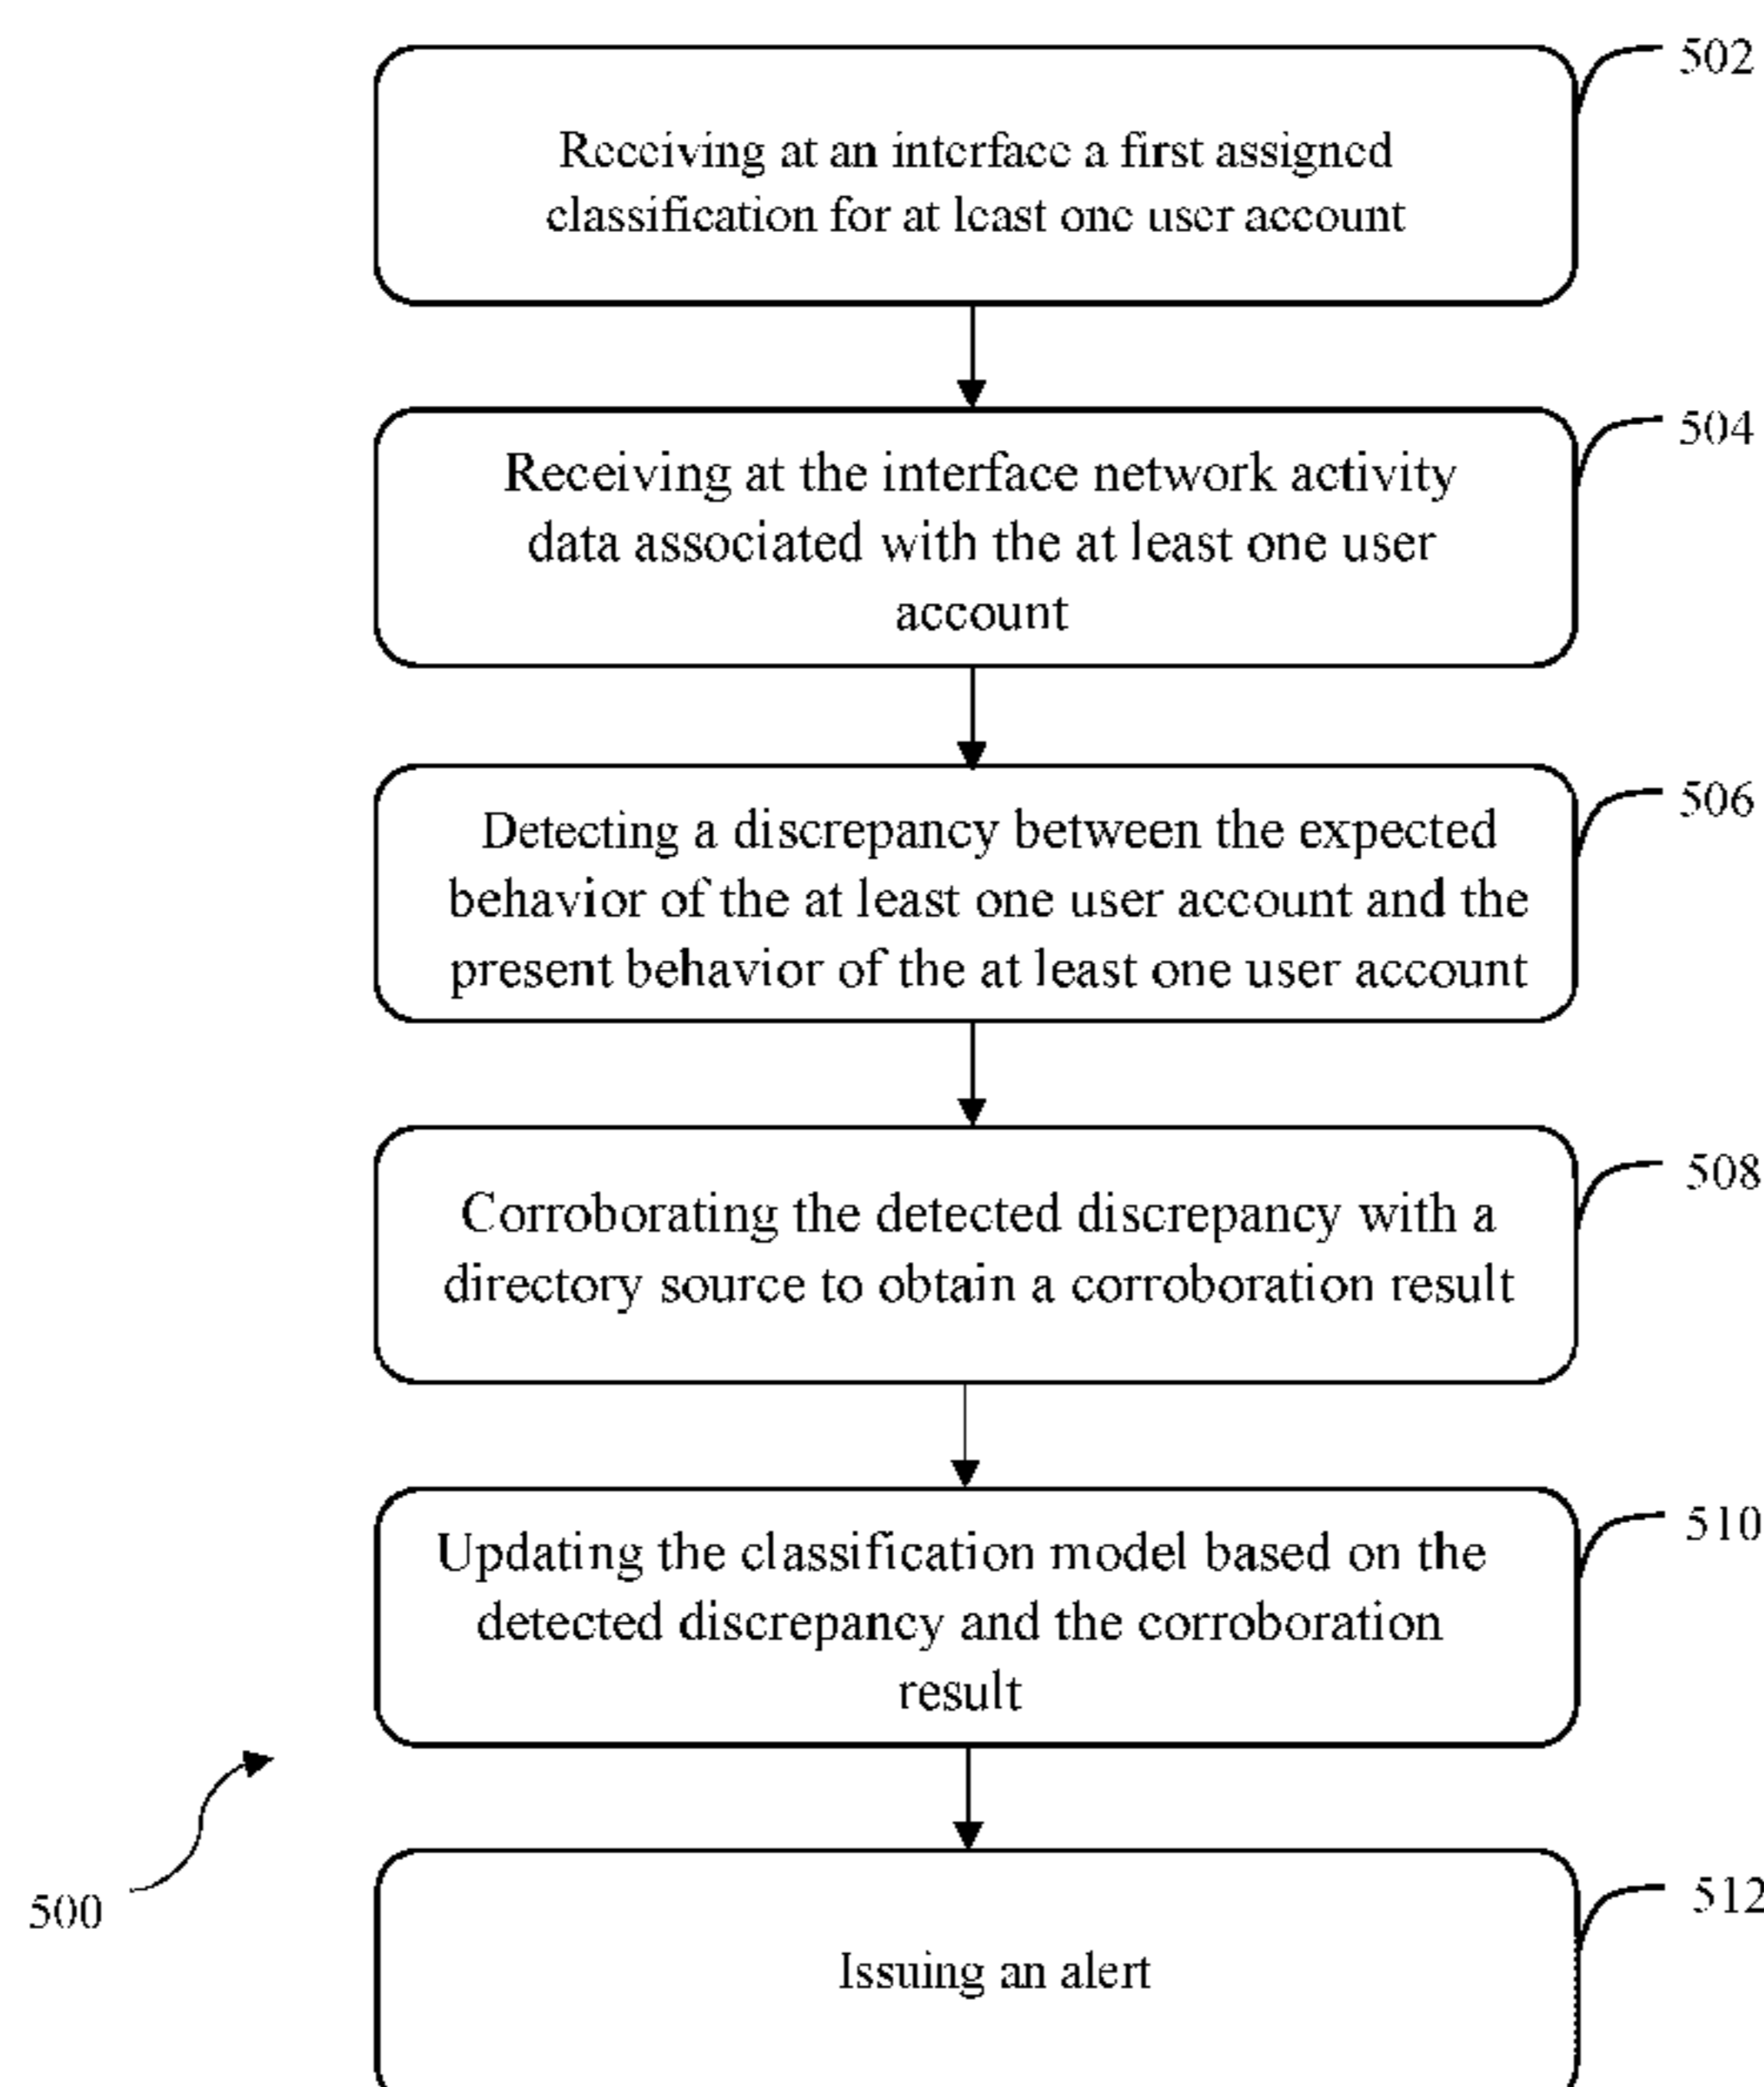 502
Receiving at an interface a first assigned
classification for at least one user account
504
Receiving at the interface network activity
data associated with the at least one user
account
506
Detecting a discrepancy between the expected
behavior of the at least one user account and the
present behavior of the at least one user account
508
Corroborating the detected discrepancy with a
directory source to obtain a corroboration result
510
Updating the classification model based on the
detected discrepancy and the corroboration
result
500
512
Issuing an alert